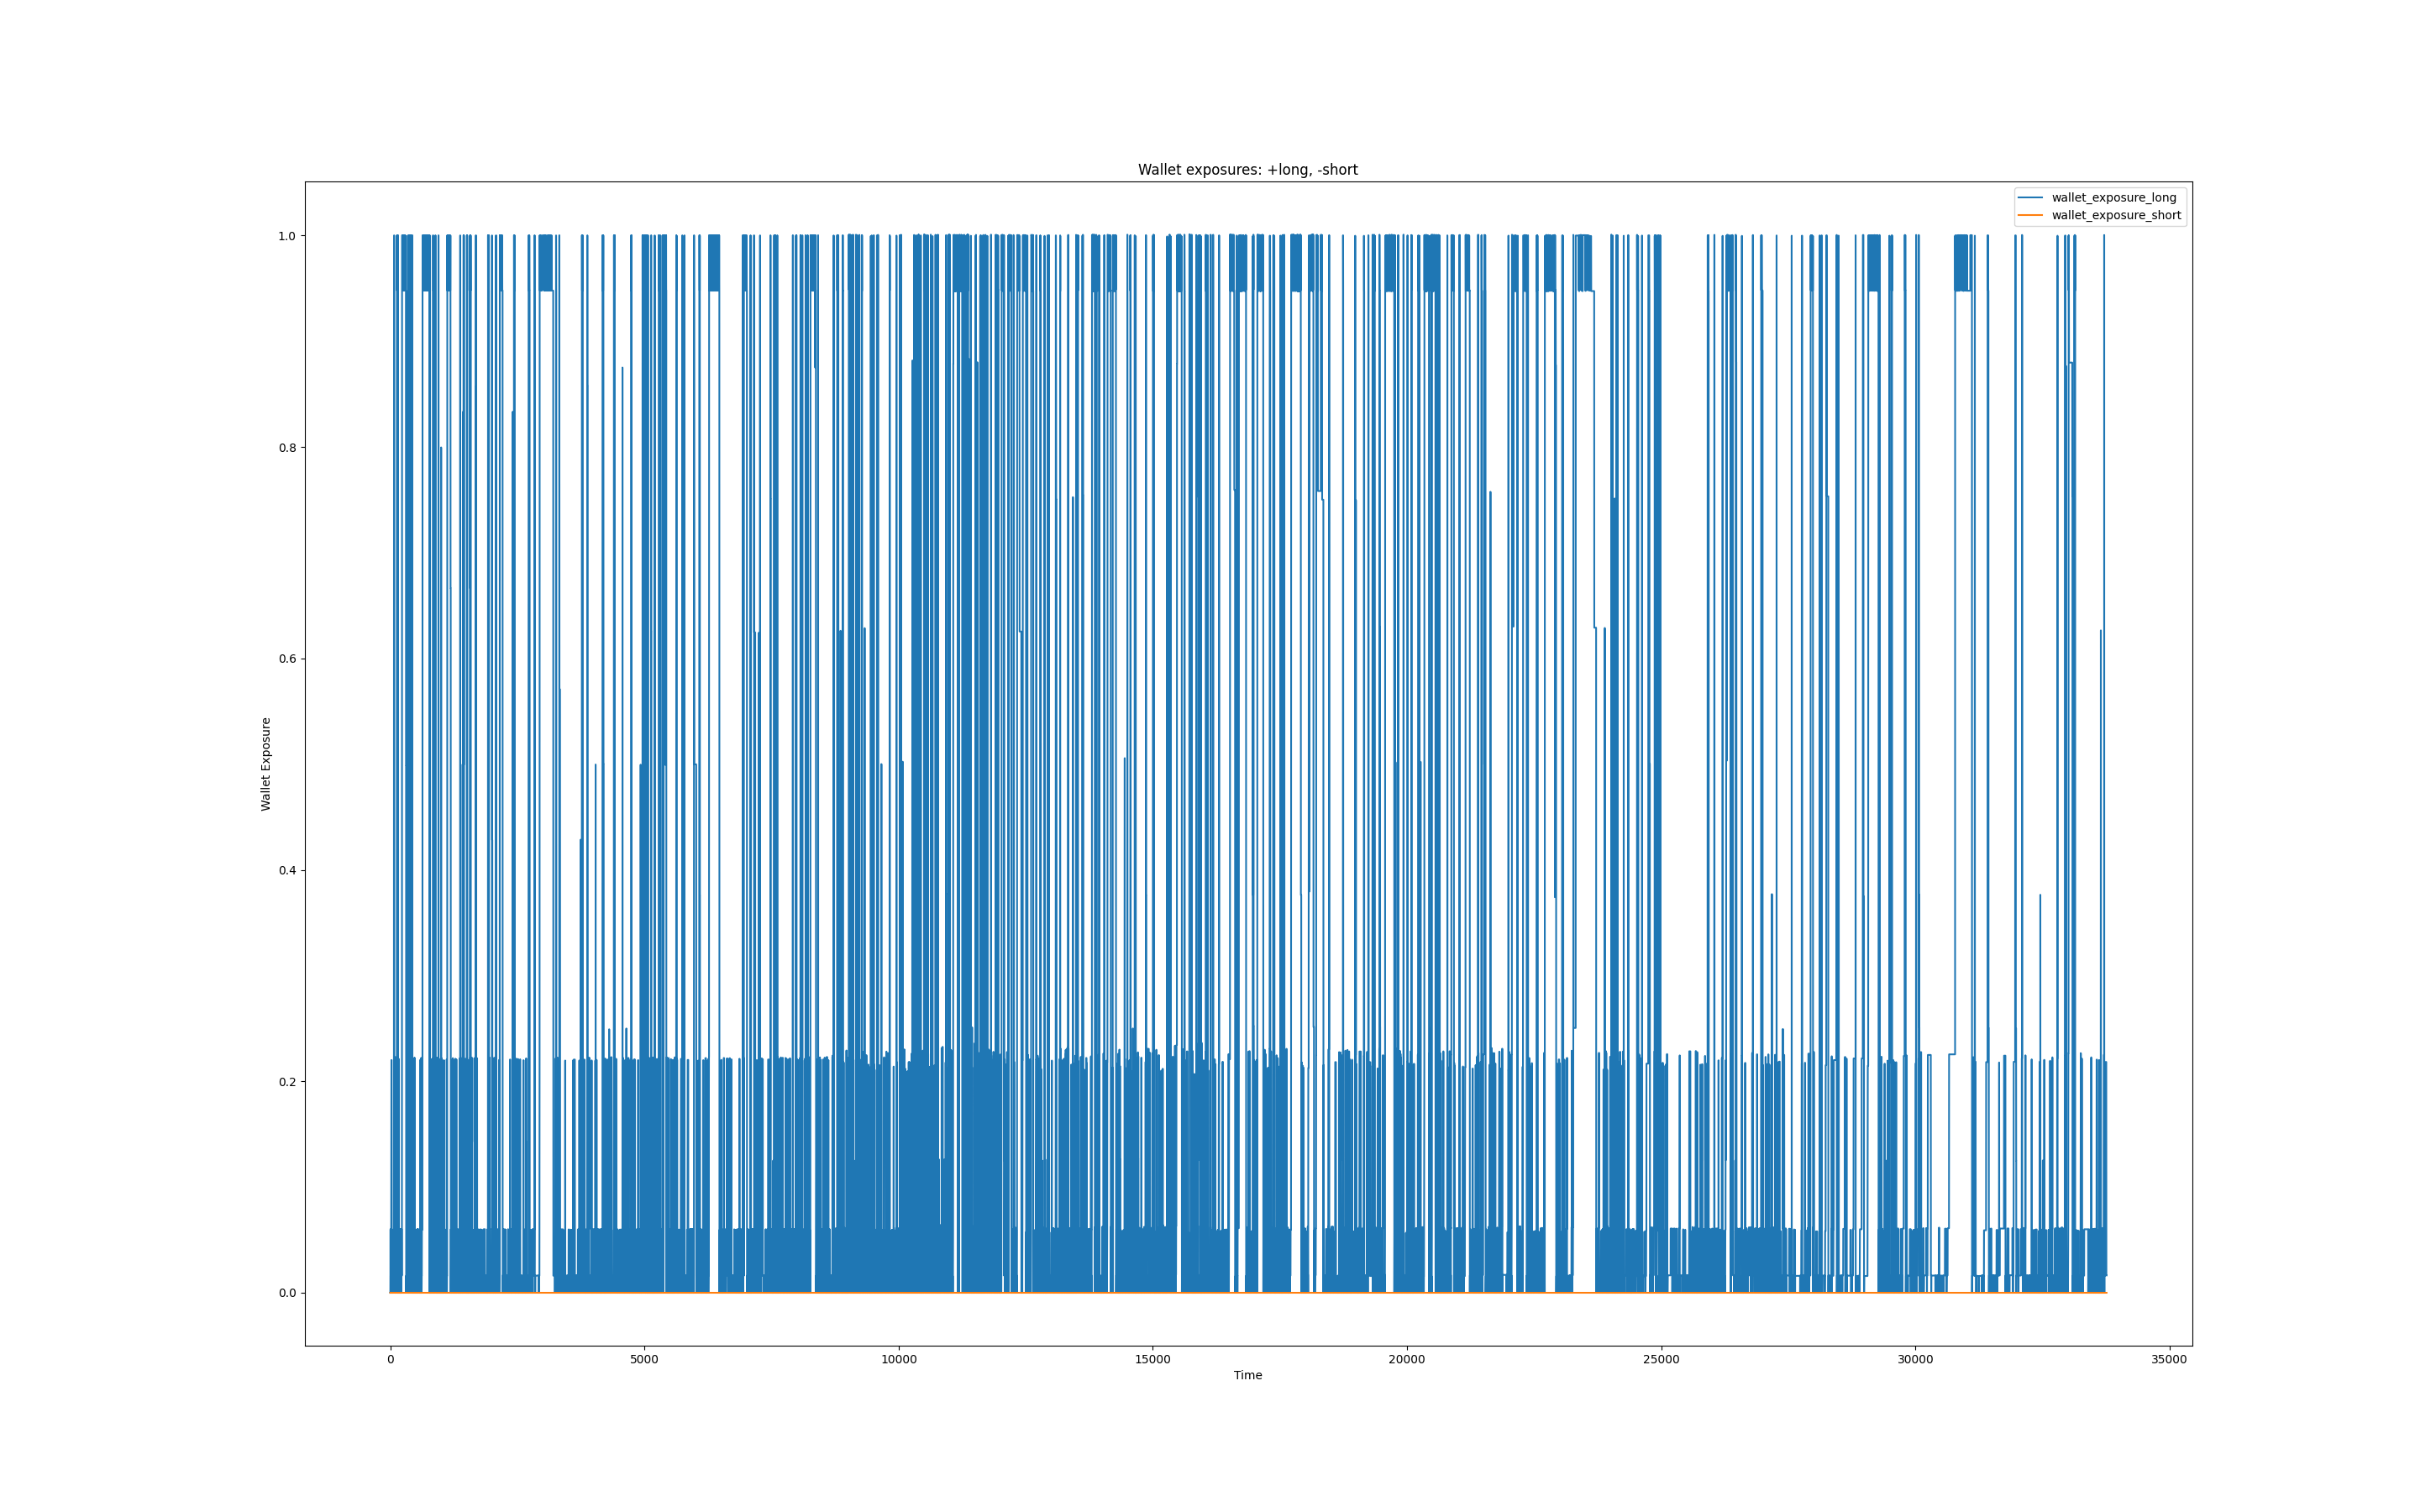 Wallet exposures: +long, -short
wallet_exposure_long
wallet_exposure_short
1.0
0.8
0.6
0.4
0.2
0.0
Wallet Exposure
0 5000 10000 15000 20000 25000 30000 35000
Time